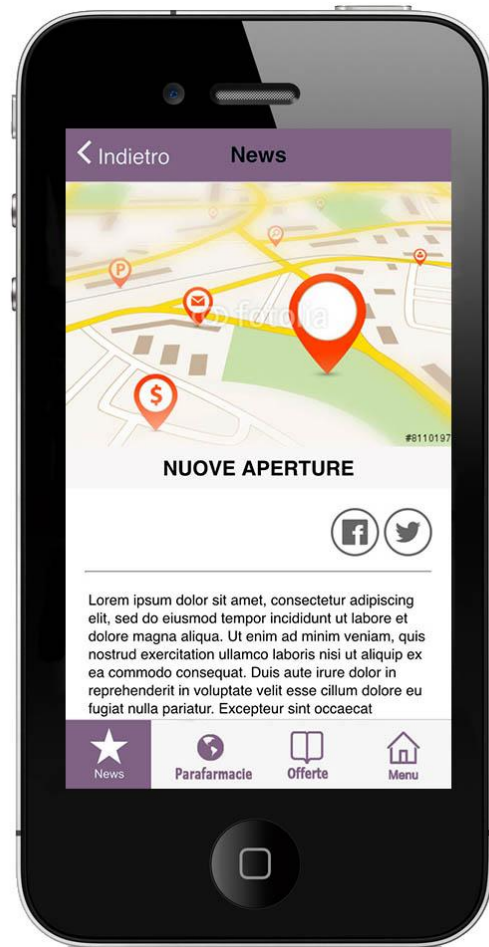 Indietro News
P
fotolia
$
#8110197
NUOVE APERTURE
Lorem ipsum dolor sit amet, consectetur adipiscing
elit, sed do eiusmod tempor incididunt ut labore et
dolore magna aliqua. Ut enim ad minim veniam, quis
nostrud exercitation ullamco laboris nisi ut aliquip ex
ea commodo consequat. Duis aute irure dolor in
reprehenderit in voluptate velit esse cillum dolore eu
fugiat nulla pariatur. Excepteur sint occaecat
News Parafarmacie Offerte Menu